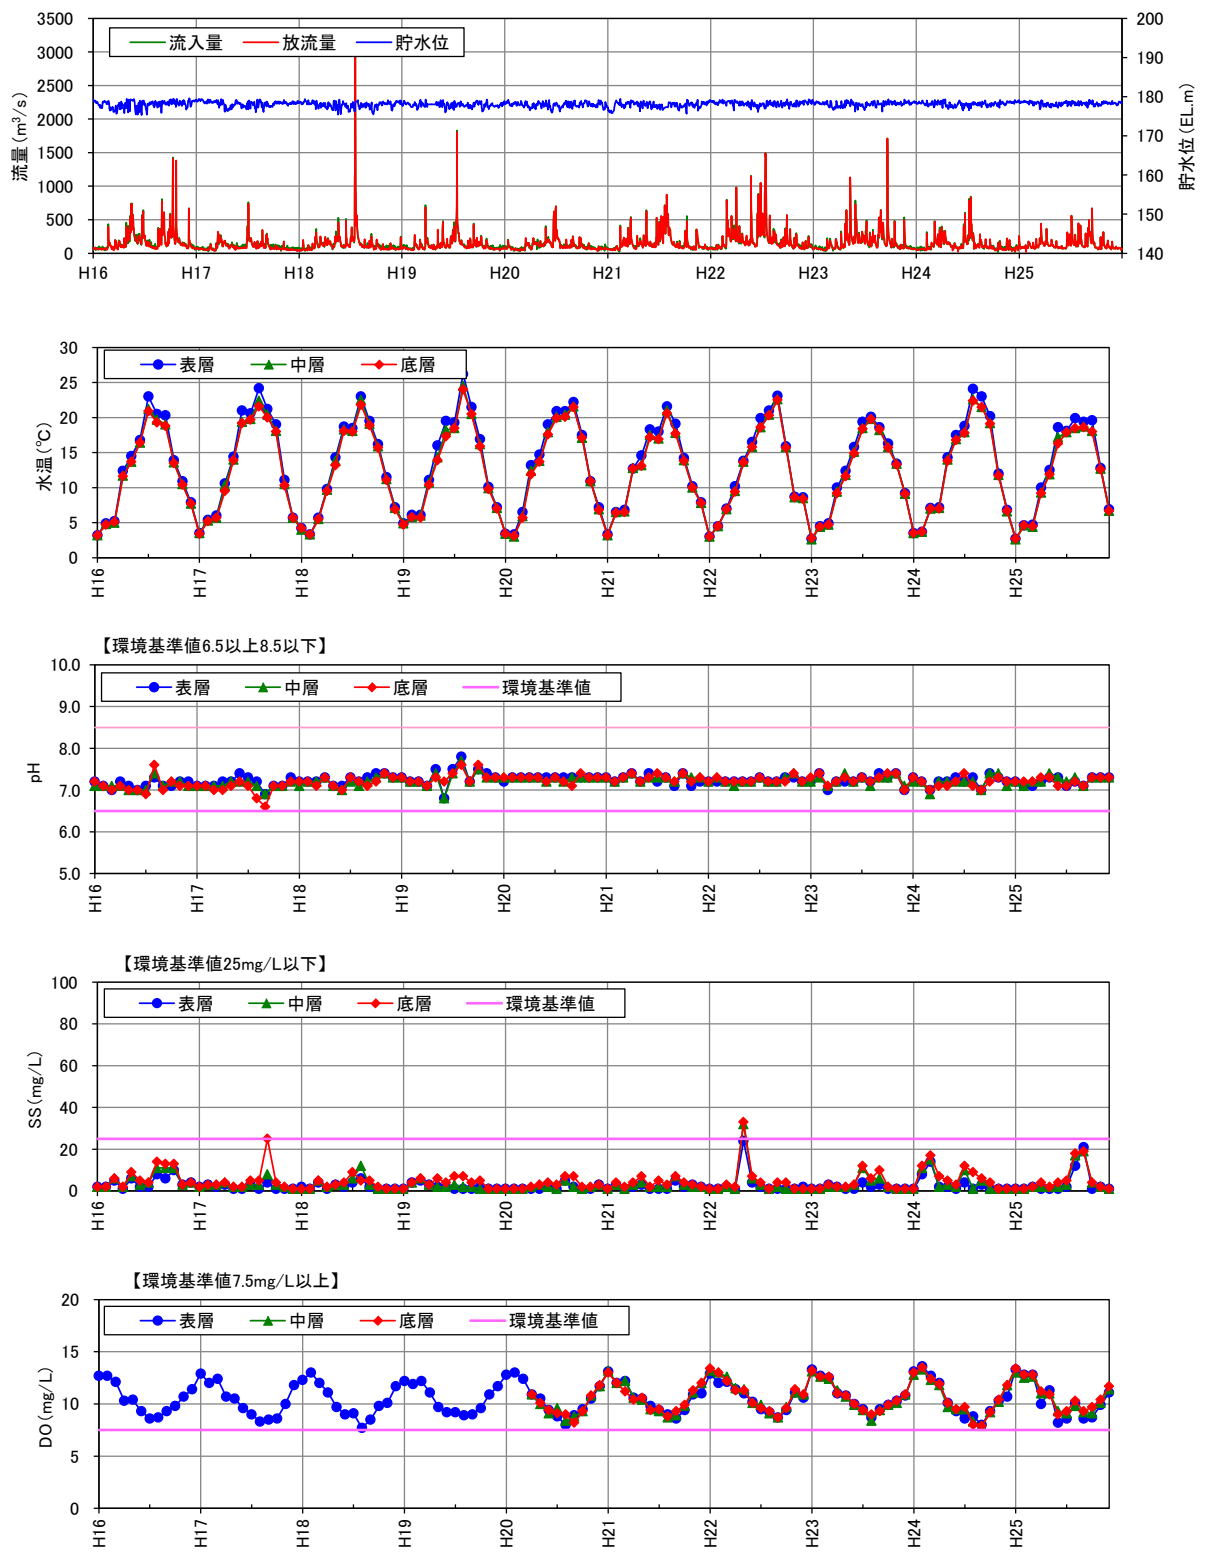 3500
3000
2500
2000
1500
1000
500
0
流量 (m³/s)
流入量 放流量 貯水位
200
190
180
170
160
150
140
貯水位 (EL.m)
H16 H17 H18 H19 H20 H21 H22 H23 H24 H25
30
25
20
15
10
5
0
水温 (℃)
表層 中層 底層
H16 H17 H18 H19 H20 H21 H22 H23 H24 H25
【環境基準値6.5以上8.5以下】
10.0
9.0
8.0
7.0
6.0
5.0
pH
表層 中層 底層 環境基準値
H16 H17 H18 H19 H20 H21 H22 H23 H24 H25
【環境基準値25mg/L以下】
100
80
60
40
20
0
SS(mg/L)
表層 中層 底層 環境基準値
H16 H17 H18 H19 H20 H21 H22 H23 H24 H25
【環境基準値7.5mg/L以上】
20
15
10
5
0
DO(mg/L)
表層 中層 底層 環境基準値
H16 H17 H18 H19 H20 H21 H22 H23 H24 H25